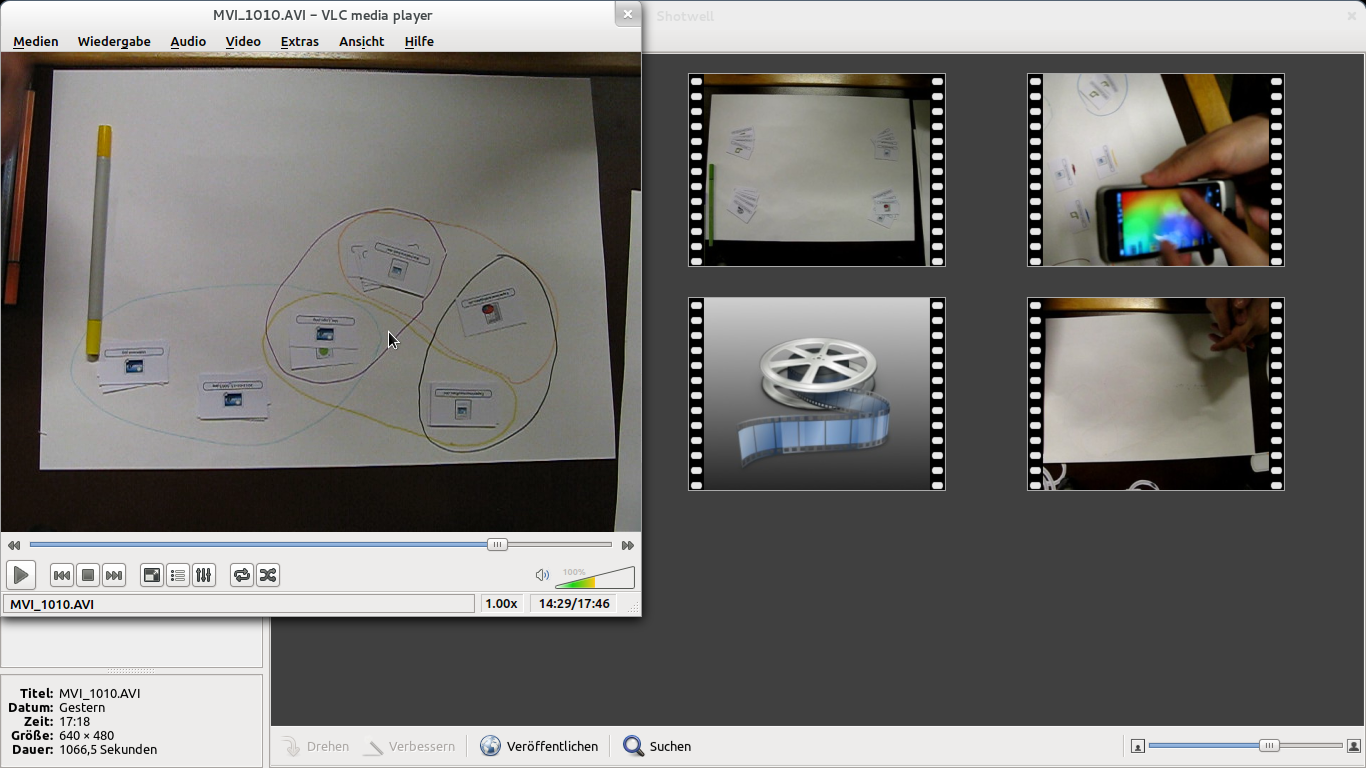 MVI_1010.AVI – VLC media player
Shotwell
Medien Wiedergabe Audio Video Extras Ansicht Hilfe
100%
MVI_1010.AVI 1.00x 14:29/17:46
Titel: MVI_1010.AVI
Datum: Gestern
Zeit: 17:18
Größe: 640 × 480
Dauer: 1066,5 Sekunden
Drehen Verbessern Veröffentlichen Suchen